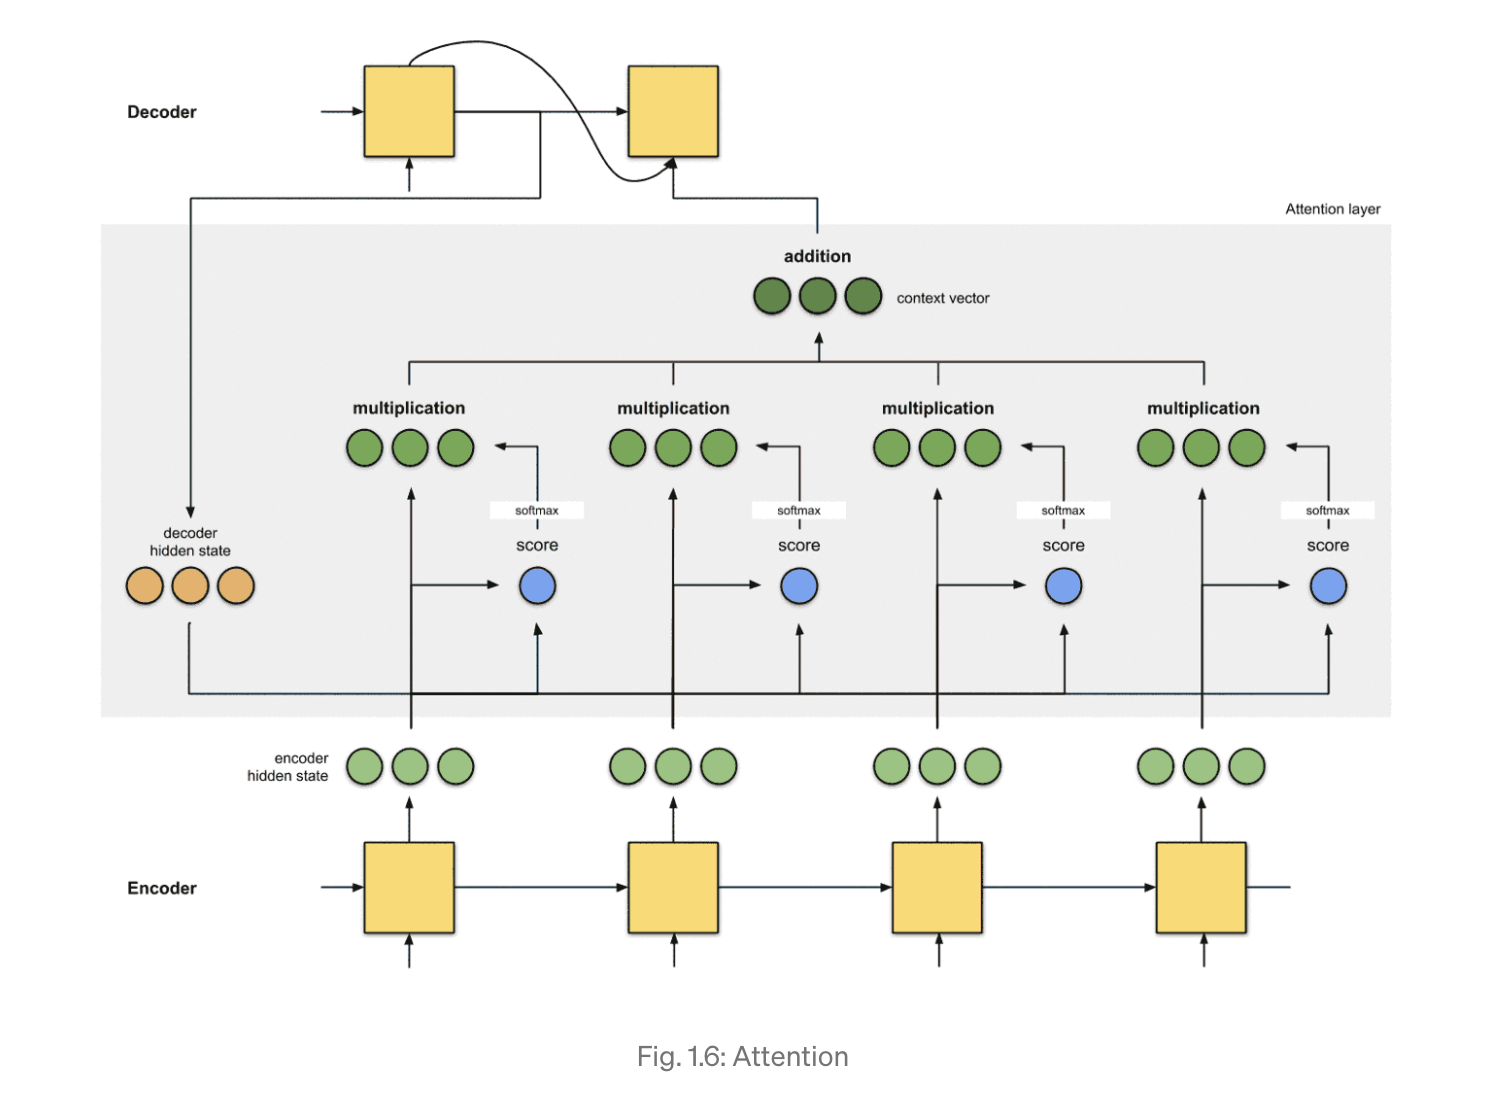 Decoder
Attention layer
addition
context vector
multiplication
multiplication
multiplication
multiplication
softmax
softmax
softmax
softmax
decoder
hidden state
score
score
score
score
encoder
hidden state
Encoder
Fig. 1.6: Attention